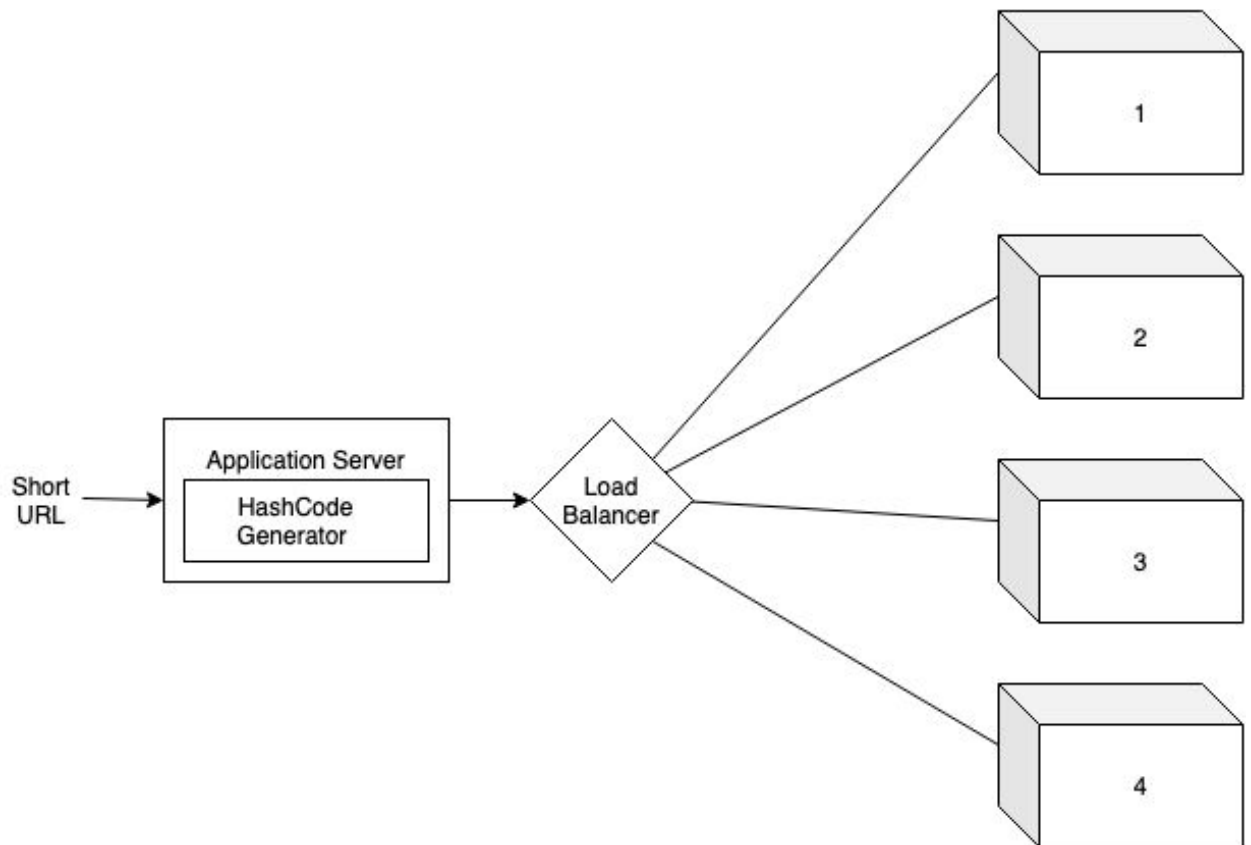 Short
URL
Application Server
HashCode
Generator
Load
Balancer
1
2
3
4